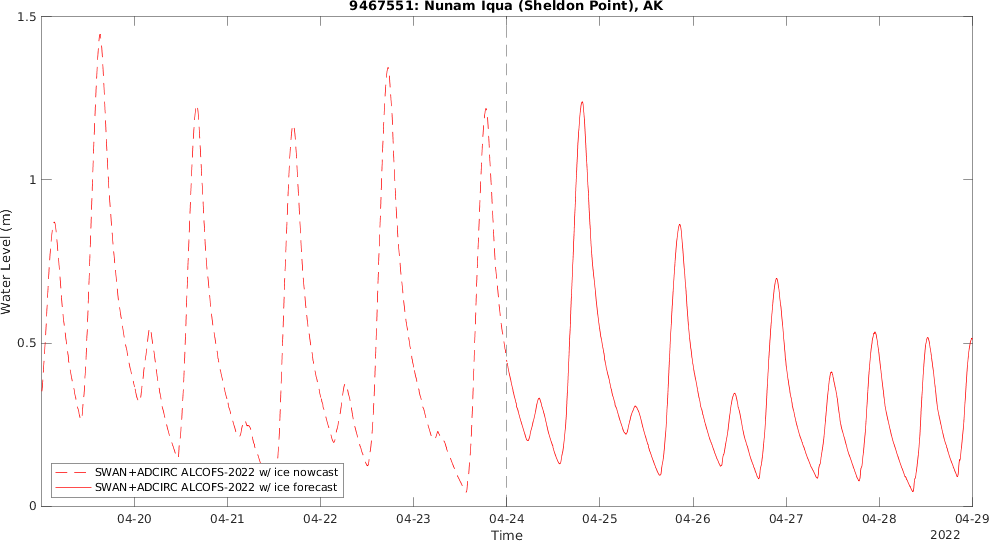 9467551: Nunam Iqua (Sheldon Point), AK
1.5
1
0.5
0
Water Level (m)
SWAN+ADCIRC ALCOFS-2022 w/ ice nowcast
SWAN+ADCIRC ALCOFS-2022 w/ ice forecast
04-20 04-21 04-22 04-23 04-24 04-25 04-26 04-27 04-28 04-29
Time
2022